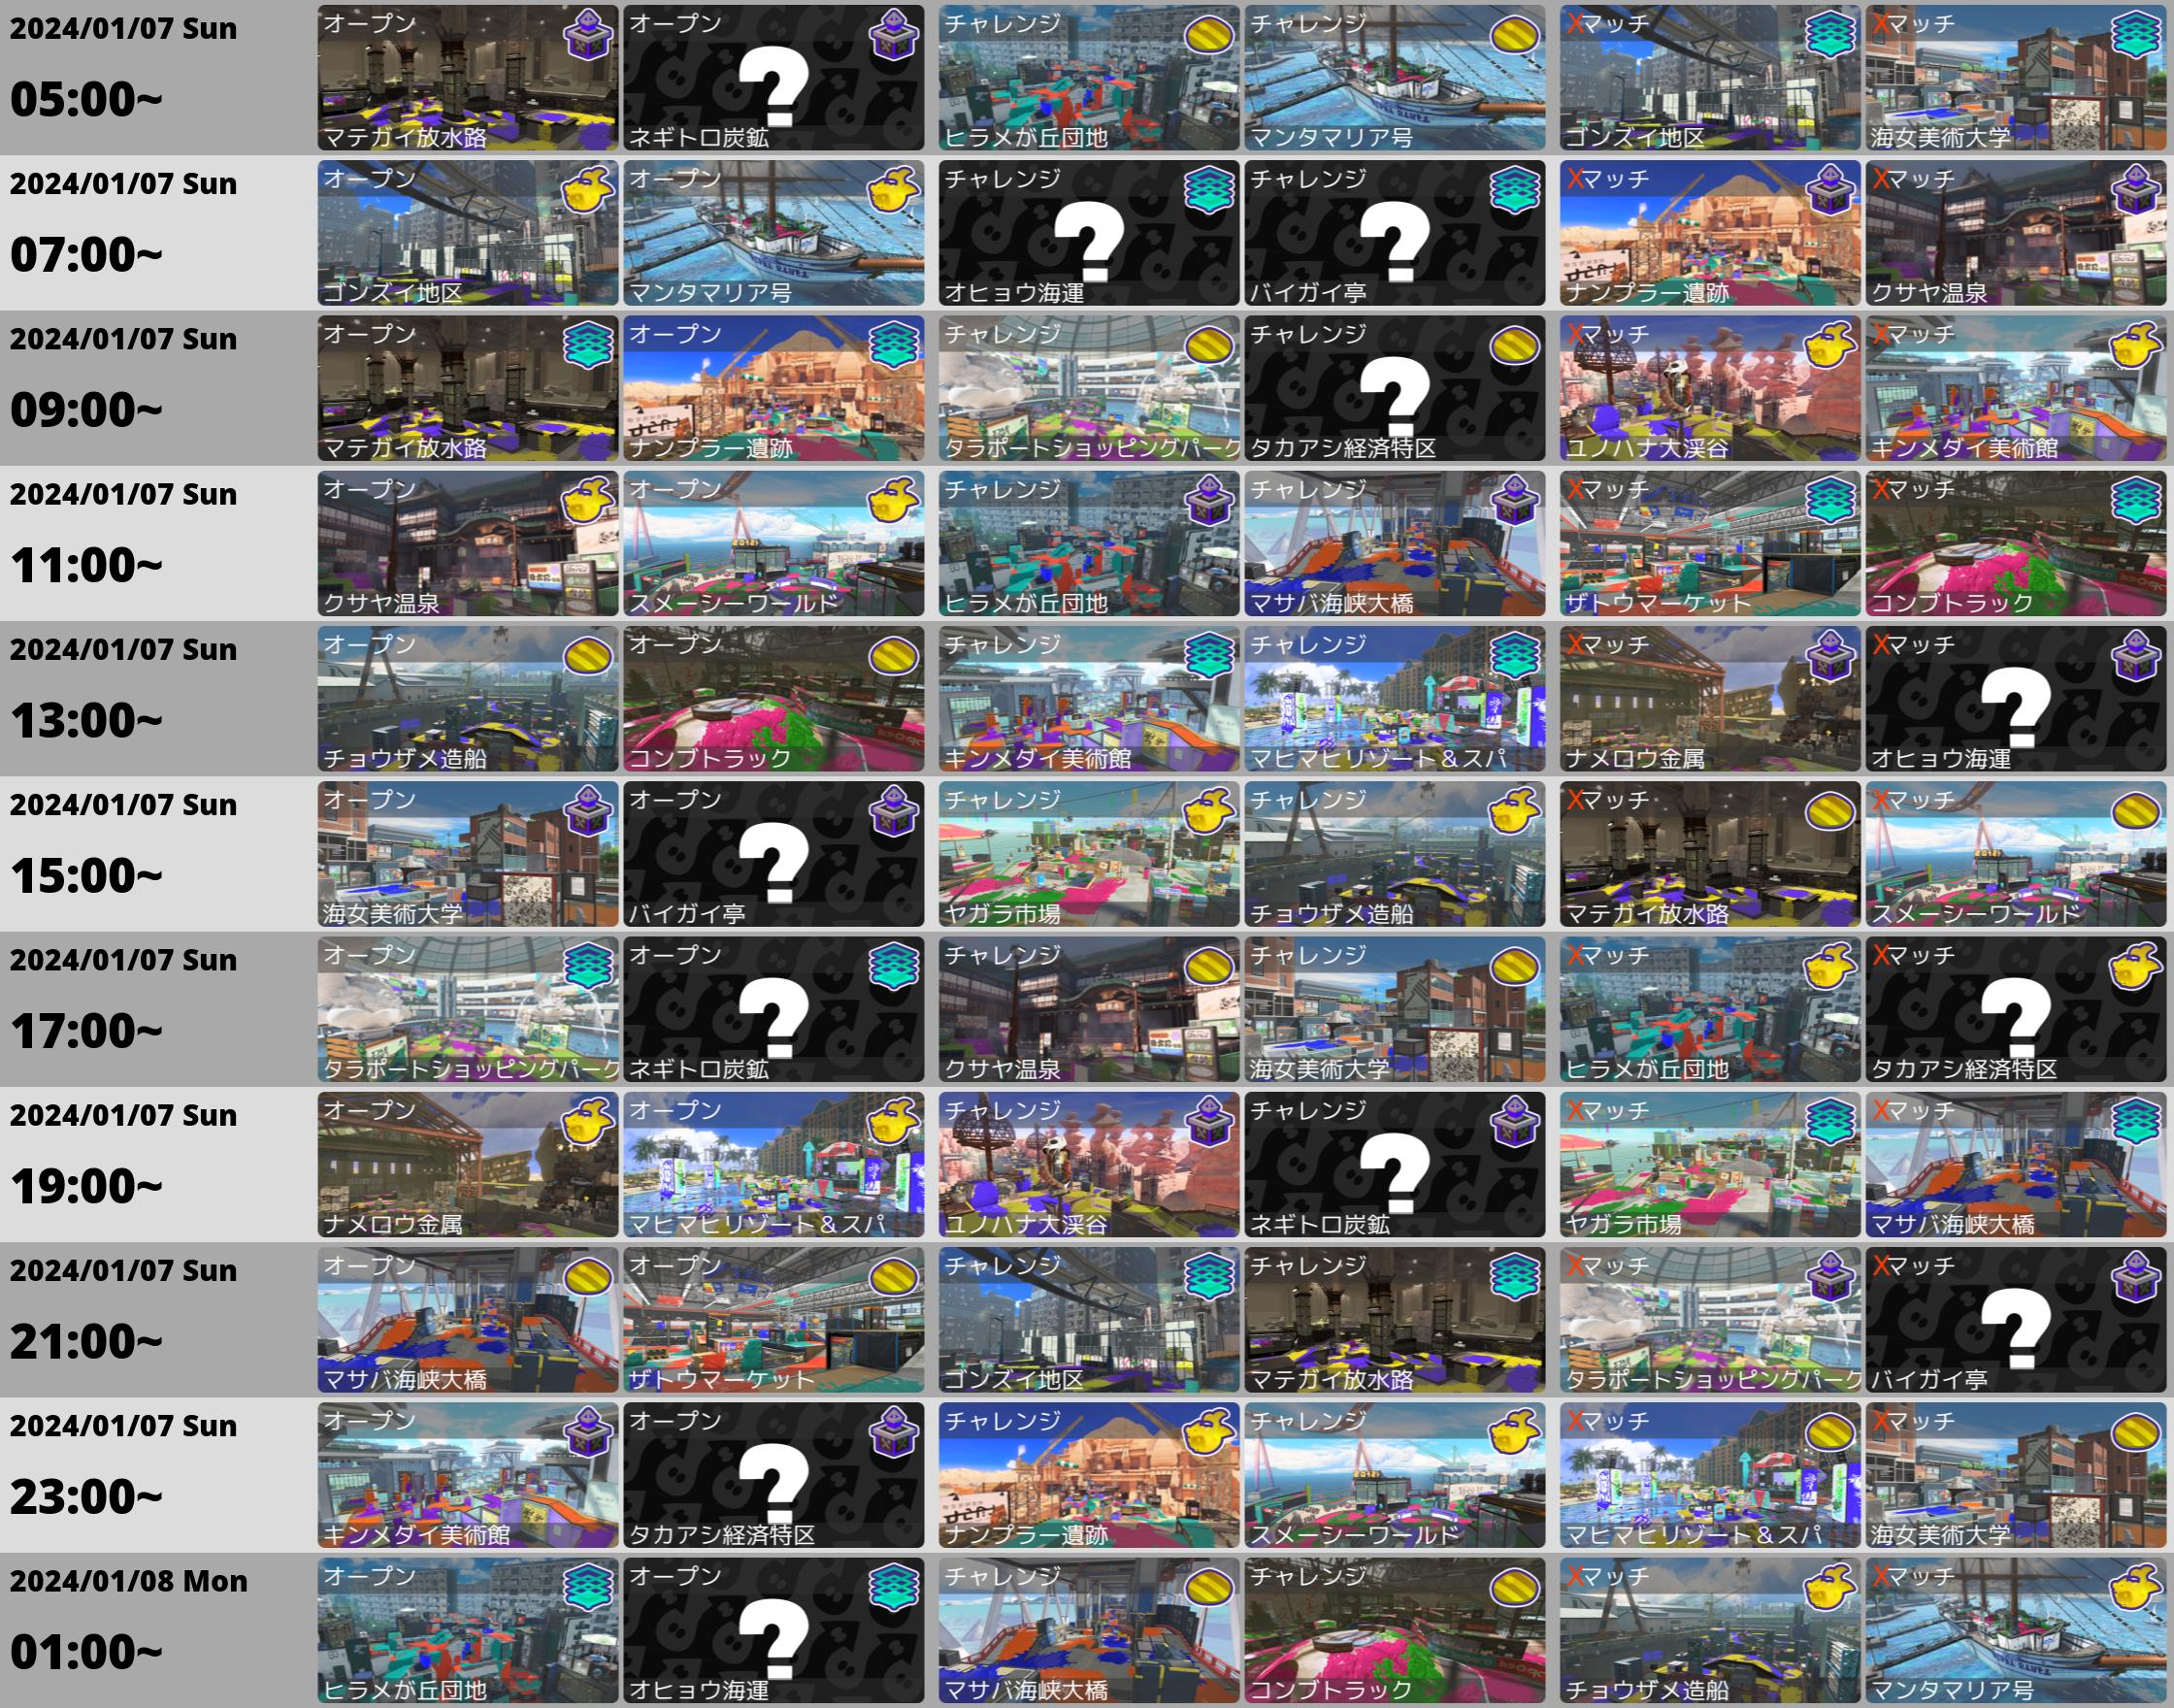 2024/01/07 Sun
05:00~
オープン
マテガイ放水路
オープン
ネギトロ炭鉱
チャレンジ
ヒラメが丘団地
チャレンジ
マンタマリア号
Xマッチ
ゴンズイ地区
Xマッチ
海女美術大学
2024/01/07 Sun
07:00~
オープン
ゴンズイ地区
オープン
マンタマリア号
チャレンジ
オヒョウ海運
チャレンジ
バイガイ亭
Xマッチ
ナンプラー遺跡
Xマッチ
クサヤ温泉
2024/01/07 Sun
09:00~
オープン
マテガイ放水路
オープン
ナンプラー遺跡
チャレンジ
タラポートショッピングパーク
チャレンジ
タカアシ経済特区
Xマッチ
ユノハナ大渓谷
Xマッチ
キンメダイ美術館
2024/01/07 Sun
11:00~
オープン
クサヤ温泉
オープン
スメーシーワールド
チャレンジ
ヒラメが丘団地
チャレンジ
マサバ海峡大橋
Xマッチ
ザトウマーケット
Xマッチ
コンブトラック
2024/01/07 Sun
13:00~
オープン
チョウザメ造船
オープン
コンブトラック
チャレンジ
キンメダイ美術館
チャレンジ
マヒマヒリゾート＆スパ
Xマッチ
ナメロウ金属
Xマッチ
オヒョウ海運
2024/01/07 Sun
15:00~
オープン
海女美術大学
オープン
バイガイ亭
チャレンジ
ヤガラ市場
チャレンジ
チョウザメ造船
Xマッチ
マテガイ放水路
Xマッチ
スメーシーワールド
2024/01/07 Sun
17:00~
オープン
タラポートショッピングパーク
オープン
ネギトロ炭鉱
チャレンジ
クサヤ温泉
チャレンジ
海女美術大学
Xマッチ
ヒラメが丘団地
Xマッチ
タカアシ経済特区
2024/01/07 Sun
19:00~
オープン
ナメロウ金属
オープン
マヒマヒリゾート＆スパ
チャレンジ
ユノハナ大渓谷
チャレンジ
ネギトロ炭鉱
Xマッチ
ヤガラ市場
Xマッチ
マサバ海峡大橋
2024/01/07 Sun
21:00~
オープン
マサバ海峡大橋
オープン
ザトウマーケット
チャレンジ
ゴンズイ地区
チャレンジ
マテガイ放水路
Xマッチ
タラポートショッピングパーク
Xマッチ
バイガイ亭
2024/01/07 Sun
23:00~
オープン
キンメダイ美術館
オープン
タカアシ経済特区
チャレンジ
ナンプラー遺跡
チャレンジ
スメーシーワールド
Xマッチ
マヒマヒリゾート＆スパ
Xマッチ
海女美術大学
2024/01/08 Mon
01:00~
オープン
ヒラメが丘団地
オープン
オヒョウ海運
チャレンジ
マサバ海峡大橋
チャレンジ
コンブトラック
Xマッチ
チョウザメ造船
Xマッチ
マンタマリア号